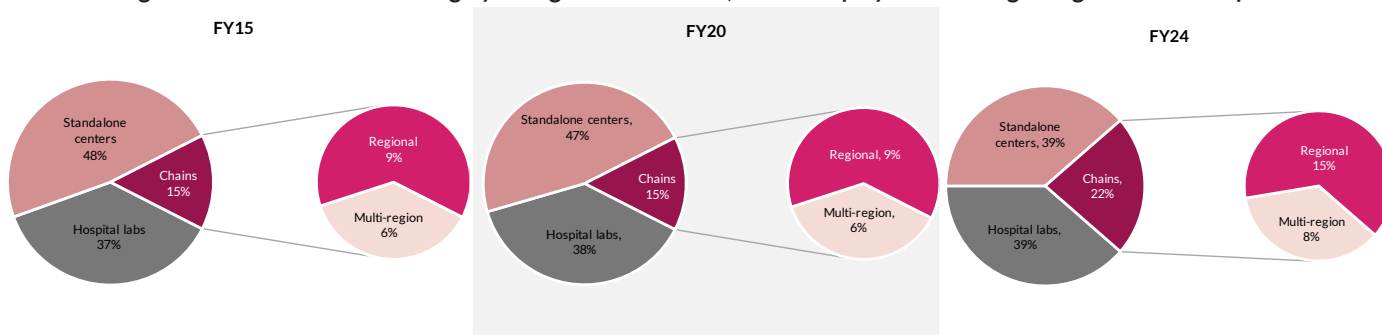 FY15
Standalone
centers
48%
Chains
15%
Hospital labs
37%
Regional
9%
Multi-region
6%
FY20
Standalone centers,
47%
Chains
15%
Hospital labs,
38%
Regional, 9%
Multi-region,
6%
FY24
Standalone
centers, 39%
Chains,
22%
Hospital labs,
39%
Regional
15%
Multi-region
8%